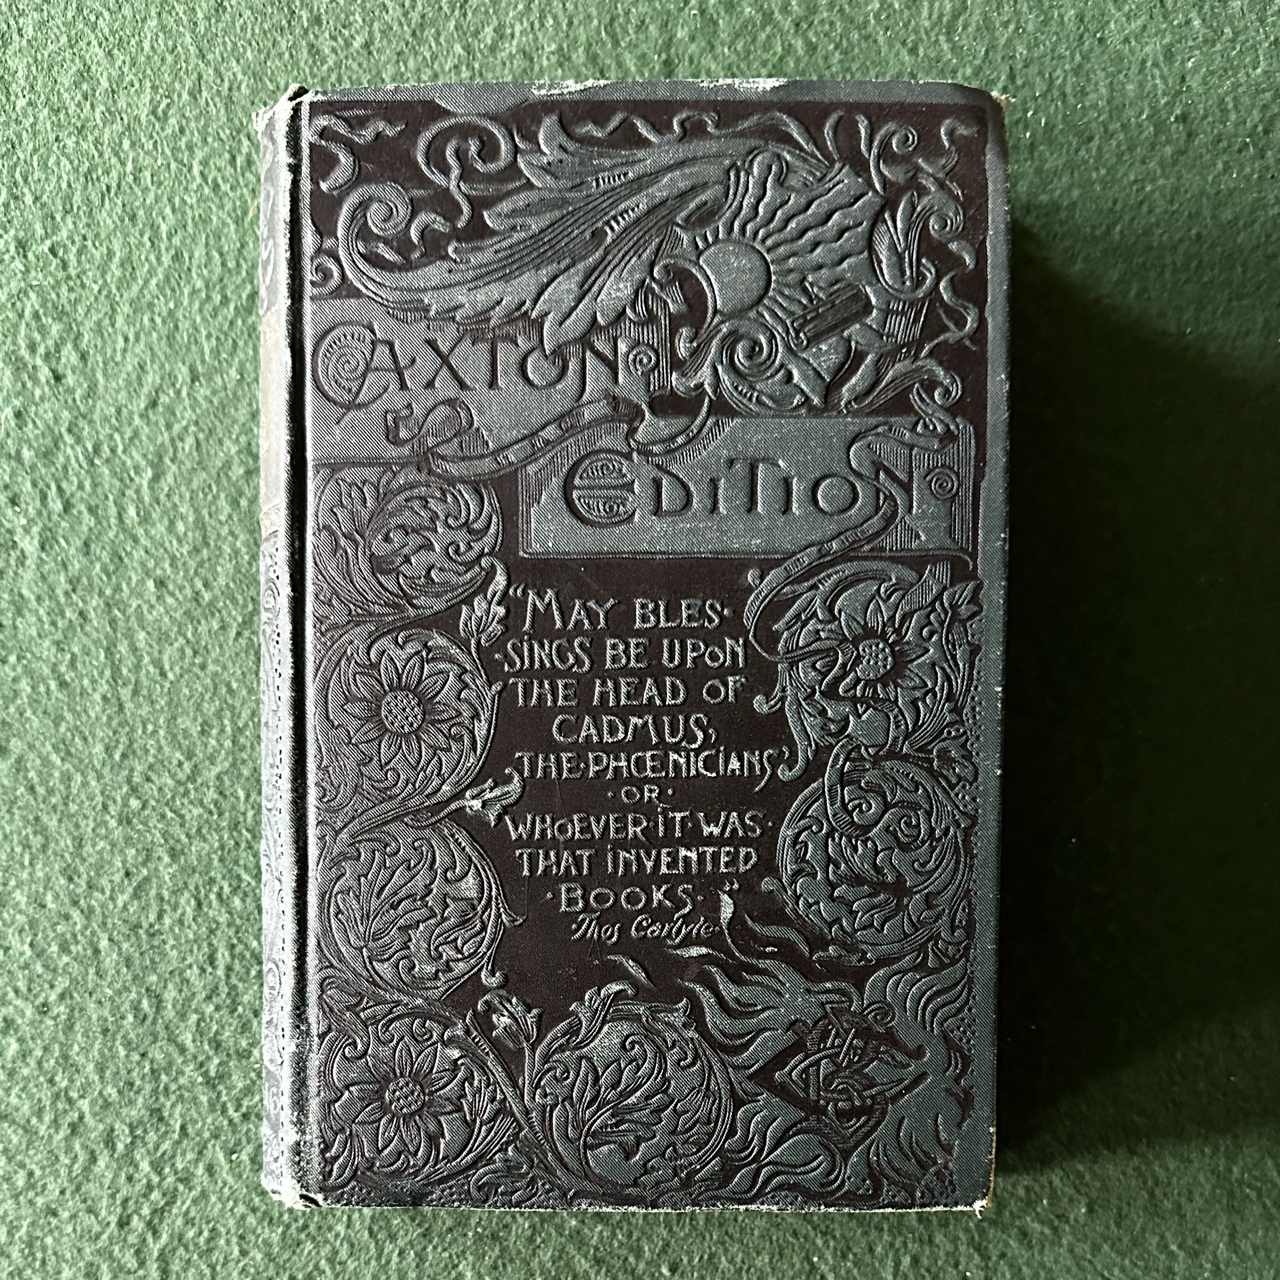 CAXTON
EDITION
"MAY BLES-
SINGS BE UPON
THE HEAD OF
CADMUS,
THE PHŒNICIANS,
·OR·
WHOEVER·IT·WAS·
THAT INVENTED
·BOOKS·"
Thos Carlyle·